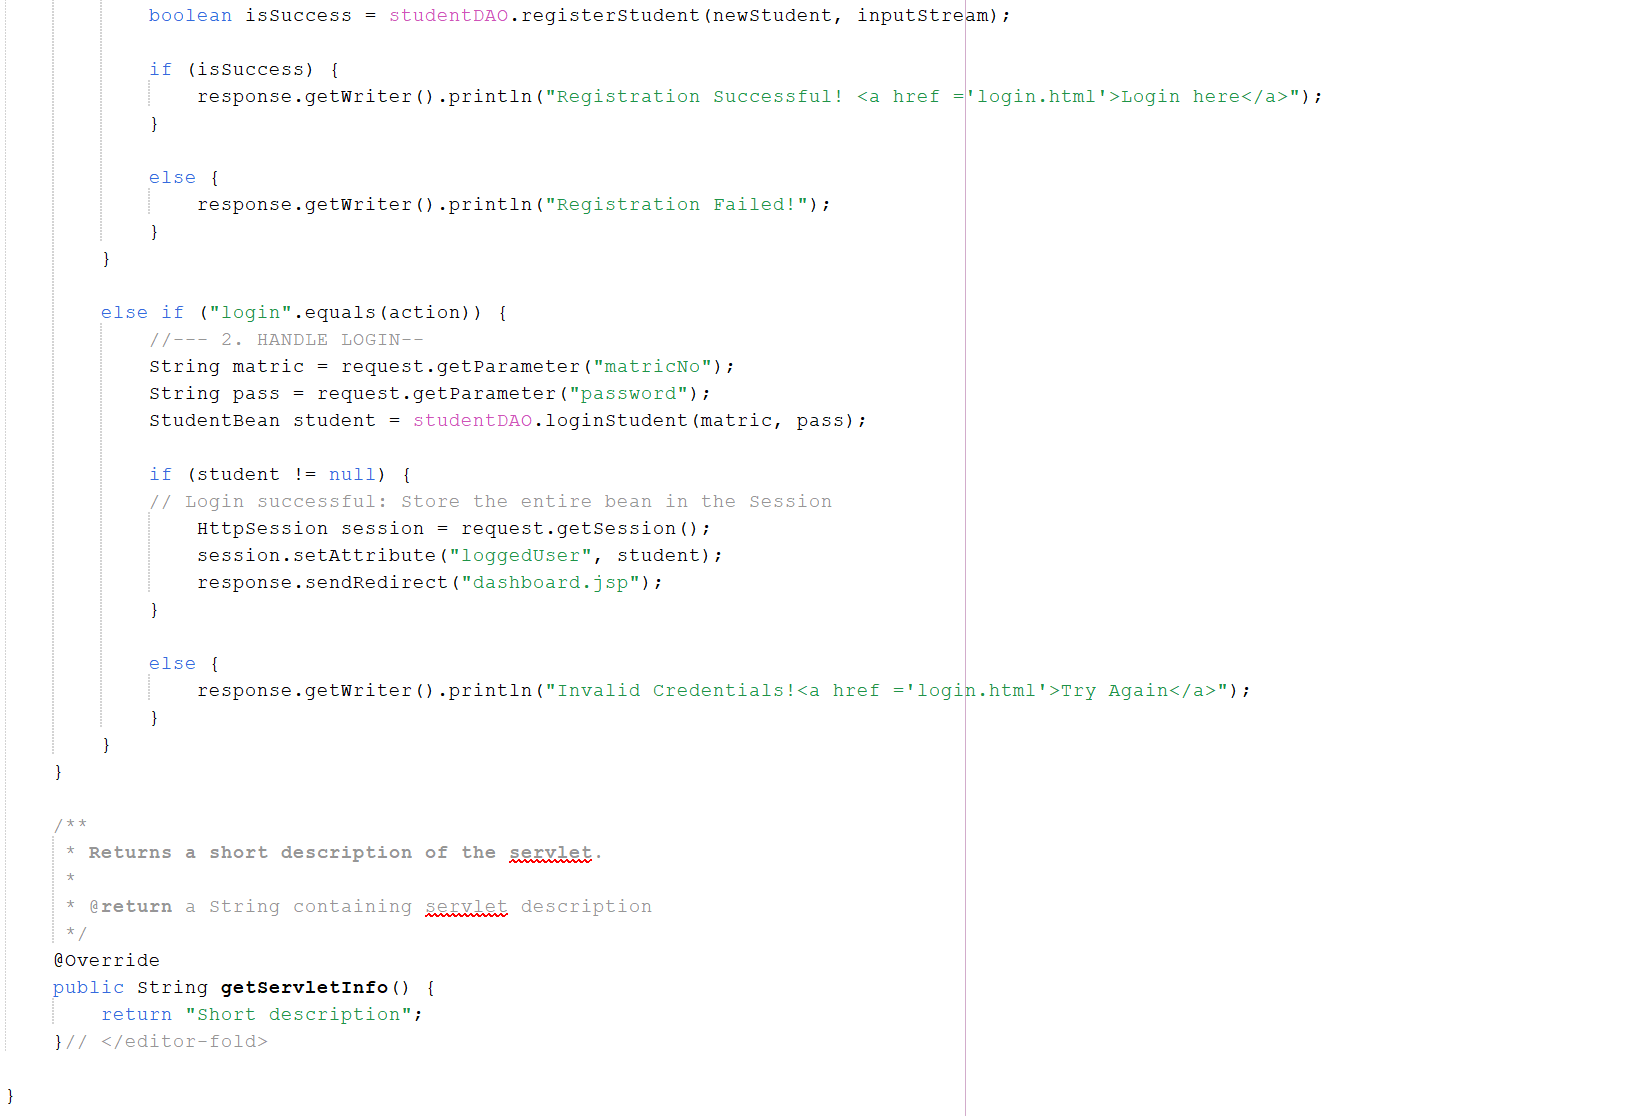 boolean isSuccess = studentDAO.registerStudent(newStudent, inputStream);
if (isSuccess) {
response.getWriter().println("Registration Successful! <a href ='login.html'>Login here</a>");
}
else {
response.getWriter().println("Registration Failed!");
}
}
else if ("login".equals(action)) {
//--- 2. HANDLE LOGIN--
String matric = request.getParameter("matricNo");
String pass = request.getParameter("password");
StudentBean student = studentDAO.loginStudent(matric, pass);
if (student != null) {
// Login successful: Store the entire bean in the Session
HttpSession session = request.getSession();
session.setAttribute("loggedUser", student);
response.sendRedirect("dashboard.jsp");
}
else {
response.getWriter().println("Invalid Credentials!<a href ='login.html'>Try Again</a>");
}
}
}
/**
* Returns a short description of the servlet.
*
* @return a String containing servlet description
*/
@Override
public String getServletInfo() {
return "Short description";
}// </editor-fold>
}